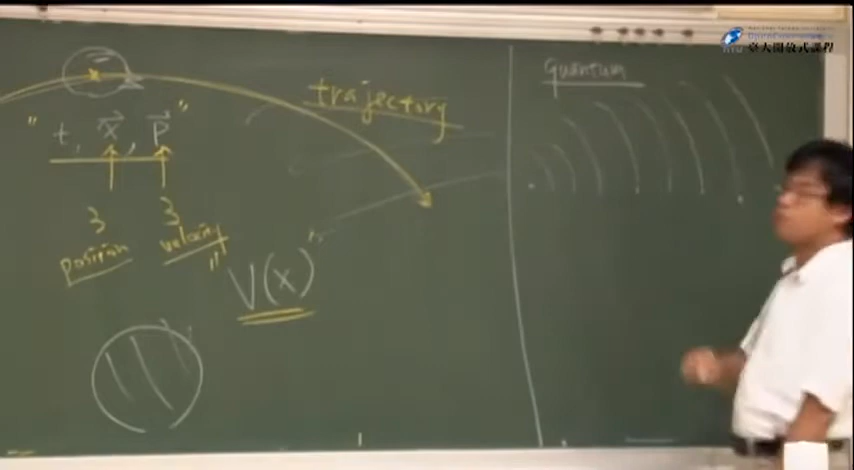 trajectory
" t, x, p "
3
position
3
velocity
" V(x) "
Quantum
臺大開放式課程